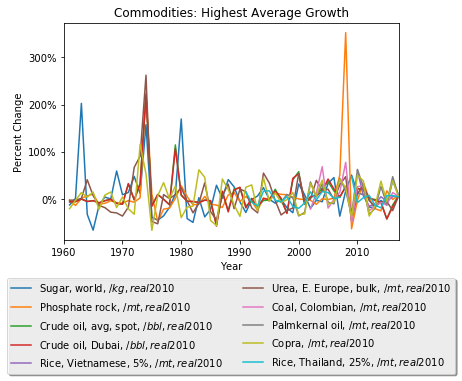 Commodities: Highest Average Growth
300%
200%
100%
0%
Percent Change
1960
1970
1980
1990
2000
2010
Year
Sugar, world, /kg, real2010
Phosphate rock, /mt, real2010
Crude oil, avg, spot, /bbl, real2010
Crude oil, Dubai, /bbl, real2010
Rice, Vietnamese, 5%, /mt, real2010
Urea, E. Europe, bulk, /mt, real2010
Coal, Colombian, /mt, real2010
Palmkernal oil, /mt, real2010
Copra, /mt, real2010
Rice, Thailand, 25%, /mt, real2010